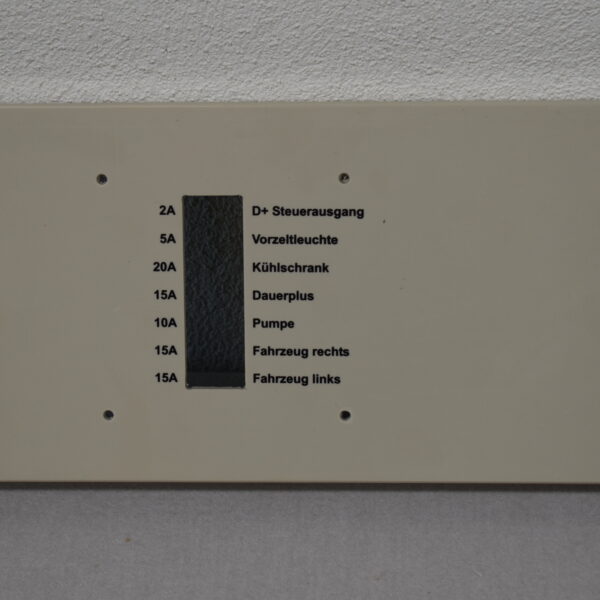 2A D+ Steuerausgang
5A Vorzeltleuchte
20A Kühlschrank
15A Dauerplus
10A Pumpe
15A Fahrzeug rechts
15A Fahrzeug links